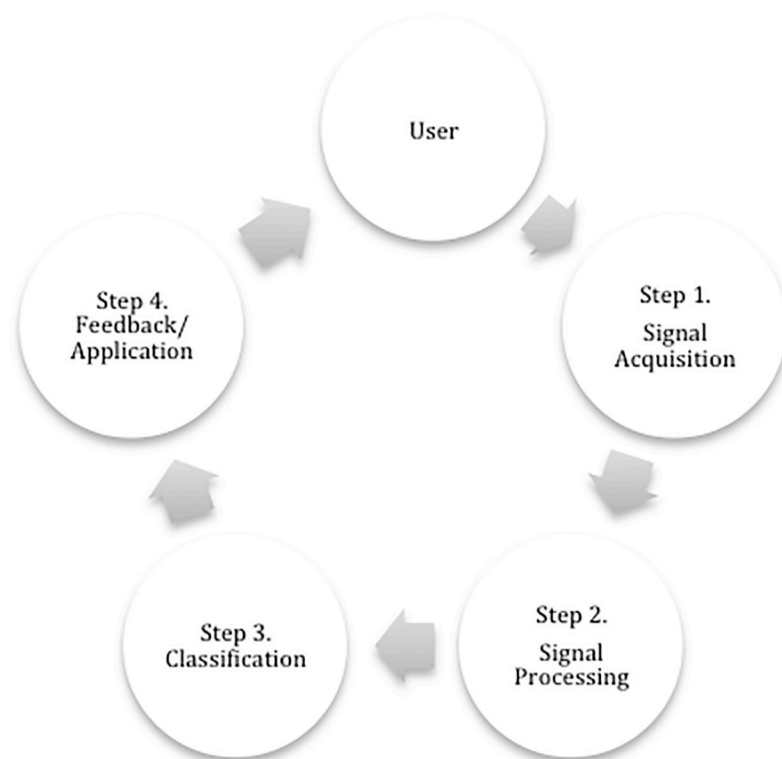 User
Step 1.
Signal
Acquisition
Step 2.
Signal
Processing
Step 3.
Classification
Step 4.
Feedback/
Application